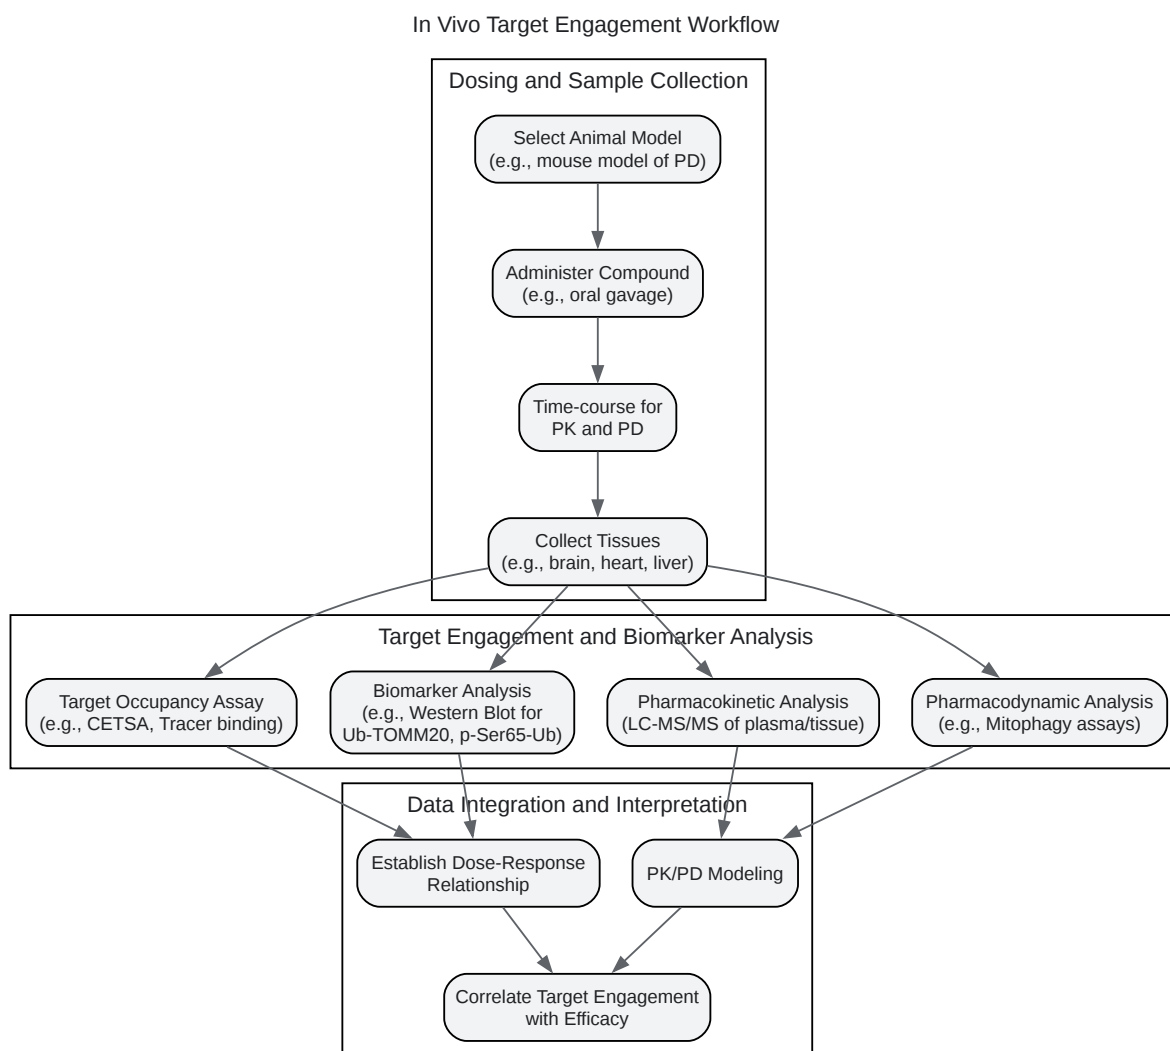 In Vivo Target Engagement Workflow
Dosing and Sample Collection
Select Animal Model
(e.g., mouse model of PD)
Administer Compound
(e.g., oral gavage)
Time-course for
PK and PD
Collect Tissues
(e.g., brain, heart, liver)
Target Engagement and Biomarker Analysis
Target Occupancy Assay
(e.g., CETSA, Tracer binding)
Biomarker Analysis
(e.g., Western Blot for
Ub-TOMM20, p-Ser65-Ub)
Pharmacokinetic Analysis
(LC-MS/MS of plasma/tissue)
Pharmacodynamic Analysis
(e.g., Mitophagy assays)
Data Integration and Interpretation
Establish Dose-Response
Relationship
PK/PD Modeling
Correlate Target Engagement
with Efficacy